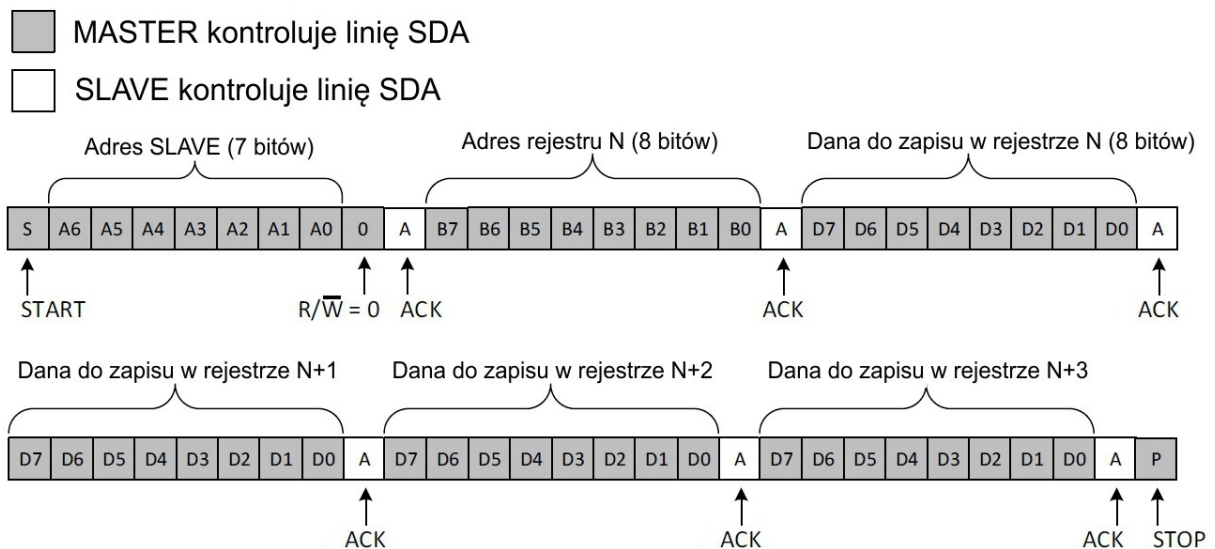 MASTER kontroluje linię SDA
SLAVE kontroluje linię SDA
Adres SLAVE (7 bitów) Adres rejestru N (8 bitów) Dana do zapisu w rejestrze N (8 bitów)
S A6 A5 A4 A3 A2 A1 A0 0 A B7 B6 B5 B4 B3 B2 B1 B0 A D7 D6 D5 D4 D3 D2 D1 D0 A
START R/W̅ = 0 ACK ACK ACK
Dana do zapisu w rejestrze N+1 Dana do zapisu w rejestrze N+2 Dana do zapisu w rejestrze N+3
D7 D6 D5 D4 D3 D2 D1 D0 A D7 D6 D5 D4 D3 D2 D1 D0 A D7 D6 D5 D4 D3 D2 D1 D0 A P
ACK ACK ACK STOP